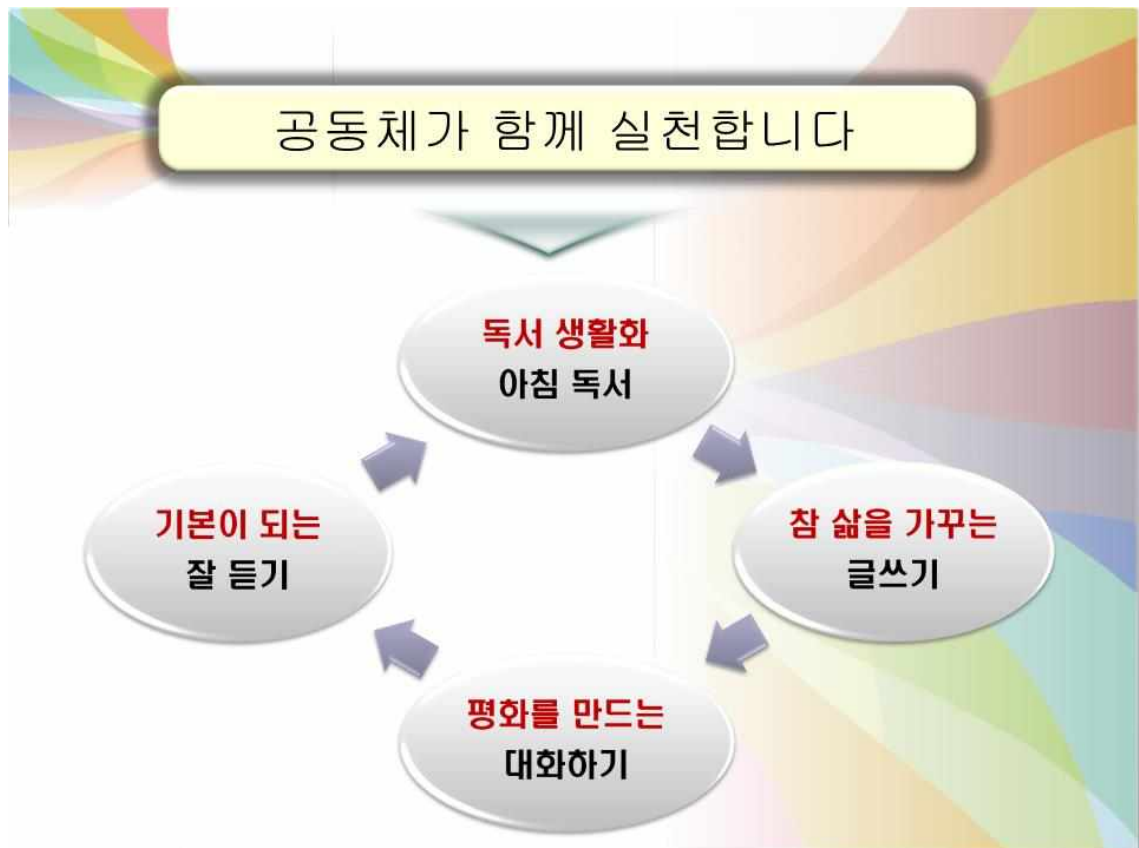 공동체가 함께 실천합니다
독서 생활화
아침 독서
기본이 되는
잘 듣기
참 삶을 가꾸는
글쓰기
평화를 만드는
대화하기